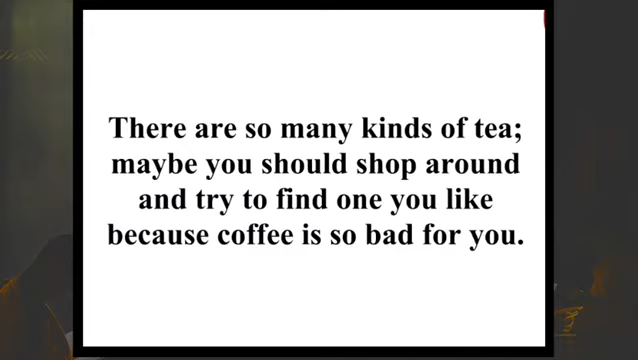 There are so many kinds of tea;
maybe you should shop around
and try to find one you like
because coffee is so bad for you.